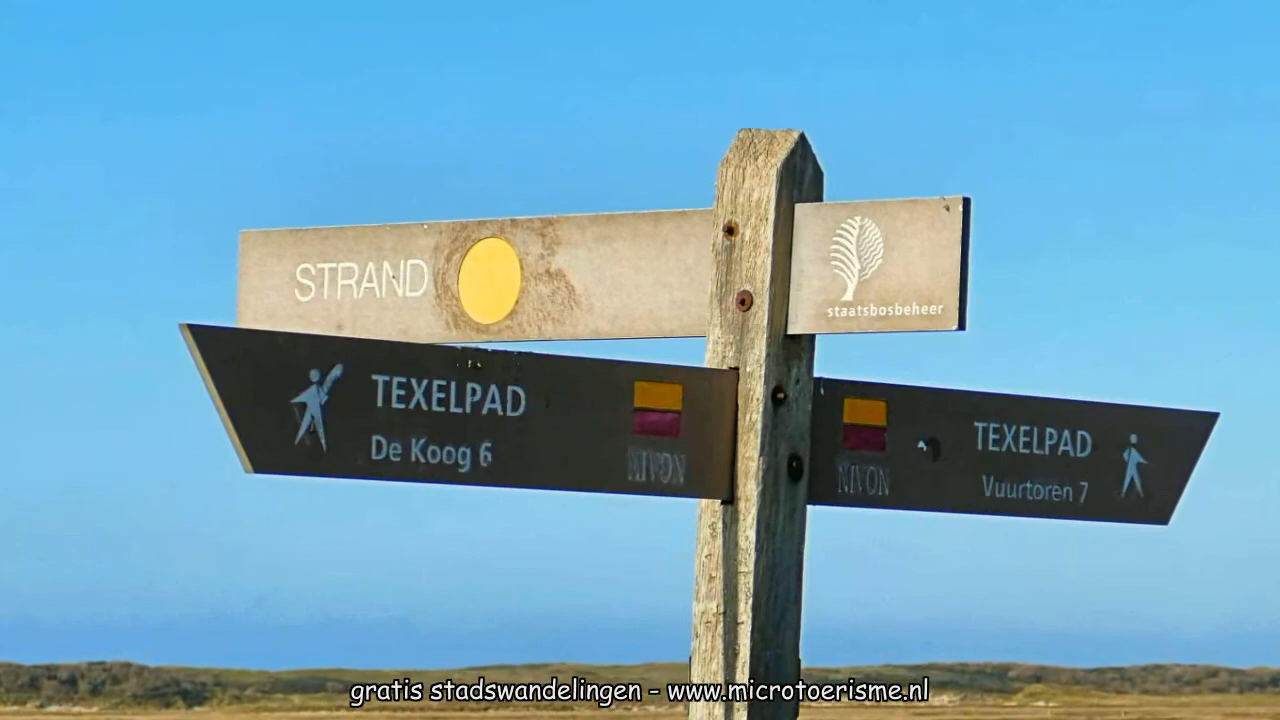 STRAND
staatsbosbeheer
TEXELPAD
De Koog 6
NIVON
NIVON
TEXELPAD
Vuurtoren 7
gratis stadswandelingen - www.microtoerisme.nl